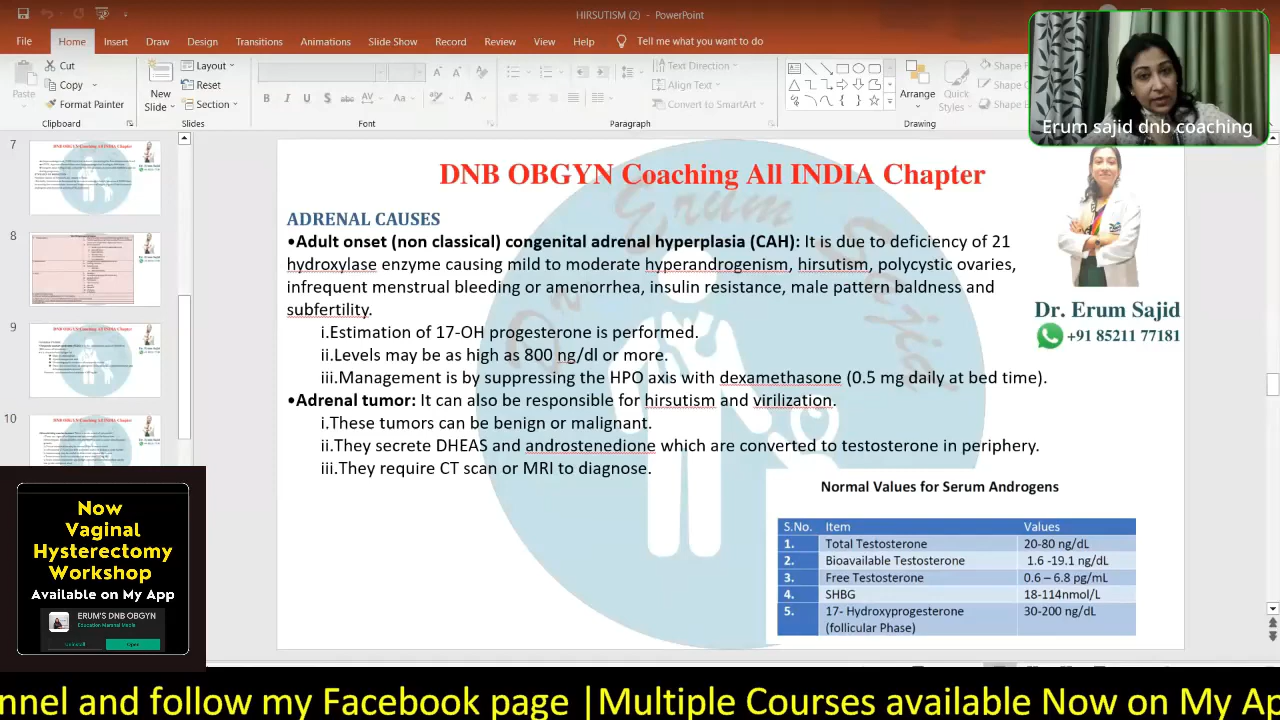 HIRSUTISM (2) - PowerPoint
File Home Insert Draw Design Transitions Animations Slide Show Record Review View Help Tell me what you want to do
Paste
Cut
Copy
Format Painter
Clipboard
New Slide
Layout
Reset
Section
Slides
Font
Text Direction
Align Text
Convert to SmartArt
Paragraph
Arrange
Quick Styles
Drawing
Erum sajid dnb coaching
7
8
9
10
DNB OBGYN Coaching All INDIA Chapter
ADRENAL CAUSES
•Adult onset (non classical) congenital adrenal hyperplasia (CAH): It is due to deficiency of 21
hydroxylase enzyme causing mild to moderate hyperandrogenism, hirsutism, polycystic ovaries,
infrequent menstrual bleeding or amenorrhea, insulin resistance, male pattern baldness and
subfertility.
i.Estimation of 17-OH progesterone is performed.
ii.Levels may be as high as 800 ng/dl or more.
iii.Management is by suppressing the HPO axis with dexamethasone (0.5 mg daily at bed time).
•Adrenal tumor: It can also be responsible for hirsutism and virilization.
i.These tumors can be benign or malignant.
ii.They secrete DHEAS and androstenedione which are converted to testosterone in periphery.
iii.They require CT scan or MRI to diagnose.
Dr. Erum Sajid
+91 85211 77181
Normal Values for Serum Androgens
S.No. Item Values
1. Total Testosterone 20-80 ng/dL
2. Bioavailable Testosterone 1.6 -19.1 ng/dL
3. Free Testosterone 0.6 – 6.8 pg/mL
4. SHBG 18-114nmol/L
5. 17- Hydroxyprogesterone 30-200 ng/dL
(follicular Phase)
Now
Vaginal
Hysterectomy
Workshop
Available on My App
ERUM'S DNB OBGYN
Education Marshal Media
Uninstall Open
nnel and follow my Facebook page |Multiple Courses available Now on My Ap